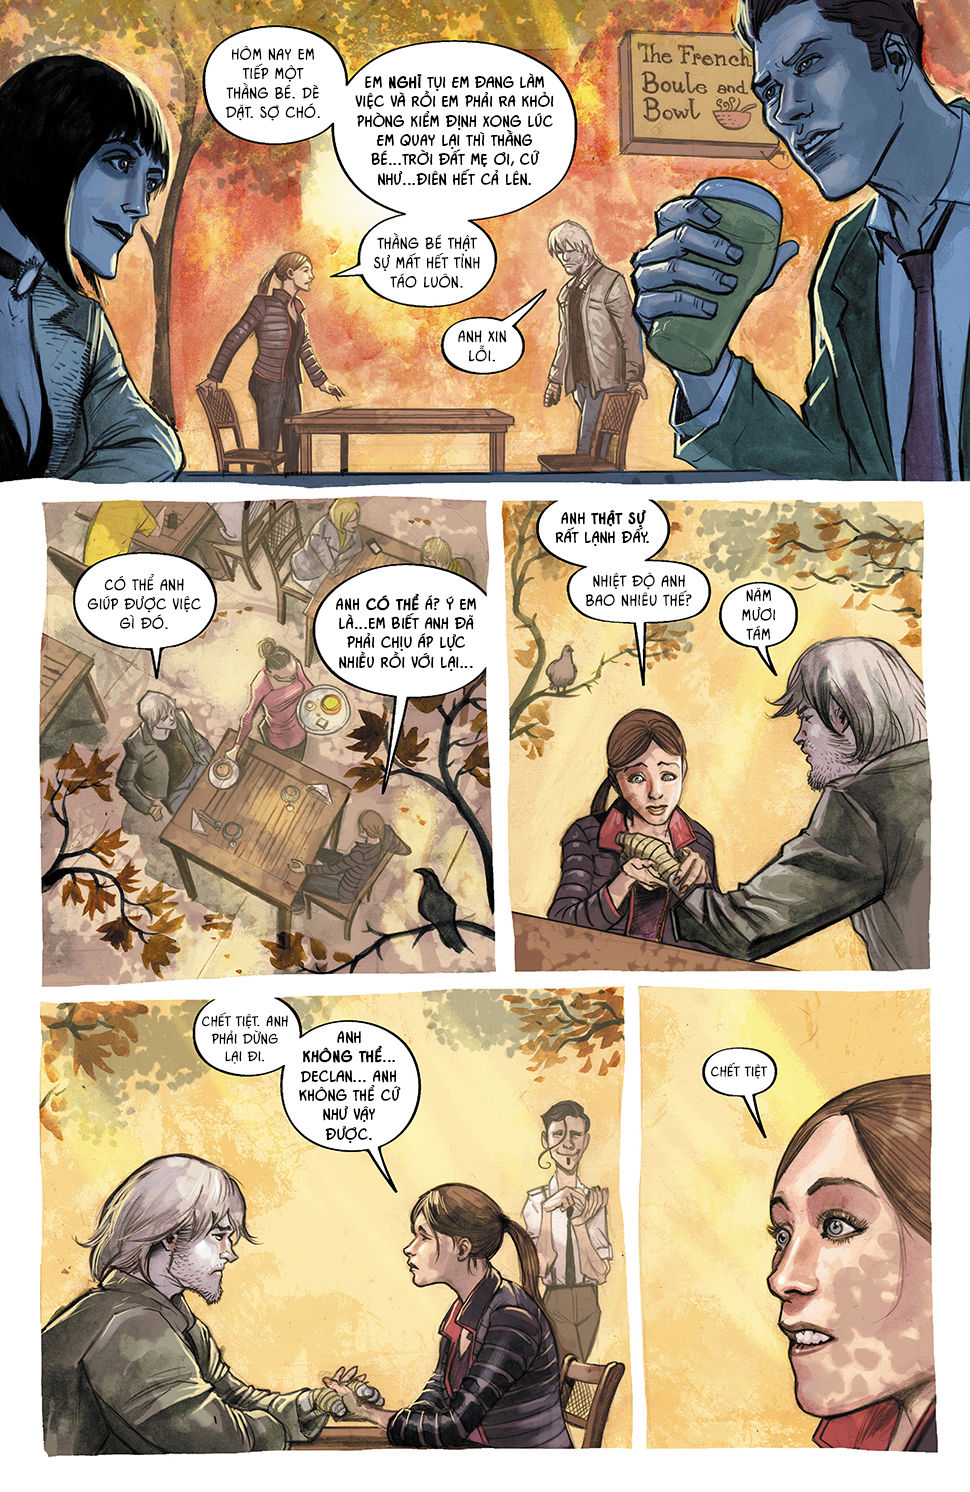 HÔM NAY EM
TIẾP MỘT
THẰNG BÉ. DÈ
DẶT. SỢ CHÓ.
EM NGHĨ TỤI EM ĐANG LÀM
VIỆC VÀ RỒI EM PHẢI RA KHỎI
PHÒNG KIỂM ĐỊNH XONG LÚC
EM QUAY LẠI THÌ THẰNG
BÉ...TRỜI ĐẤT MẸ ƠI, CỨ
NHƯ...ĐIÊN HẾT CẢ LÊN.
The French
Boule and
Bowl
THẰNG BÉ THẬT
SỰ MẤT HẾT TỈNH
TÁO LUÔN.
ANH XIN
LỖI.
CÓ THỂ ANH
GIÚP ĐƯỢC VIỆC
GÌ ĐÓ.
ANH CÓ THỂ Á? Ý EM
LÀ...EM BIẾT ANH ĐÃ
PHẢI CHỊU ÁP LỰC
NHIỀU RỒI VỚI LẠI...
ANH THẬT SỰ
RẤT LẠNH ĐẤY.
NHIỆT ĐỘ ANH
BAO NHIÊU THẾ?
NĂM
MƯƠI
TÁM
CHẾT TIỆT. ANH
PHẢI DỪNG
LẠI ĐI.
ANH
KHÔNG THỂ...
DECLAN... ANH
KHÔNG THỂ CỨ
NHƯ VẬY
ĐƯỢC.
CHẾT TIỆT